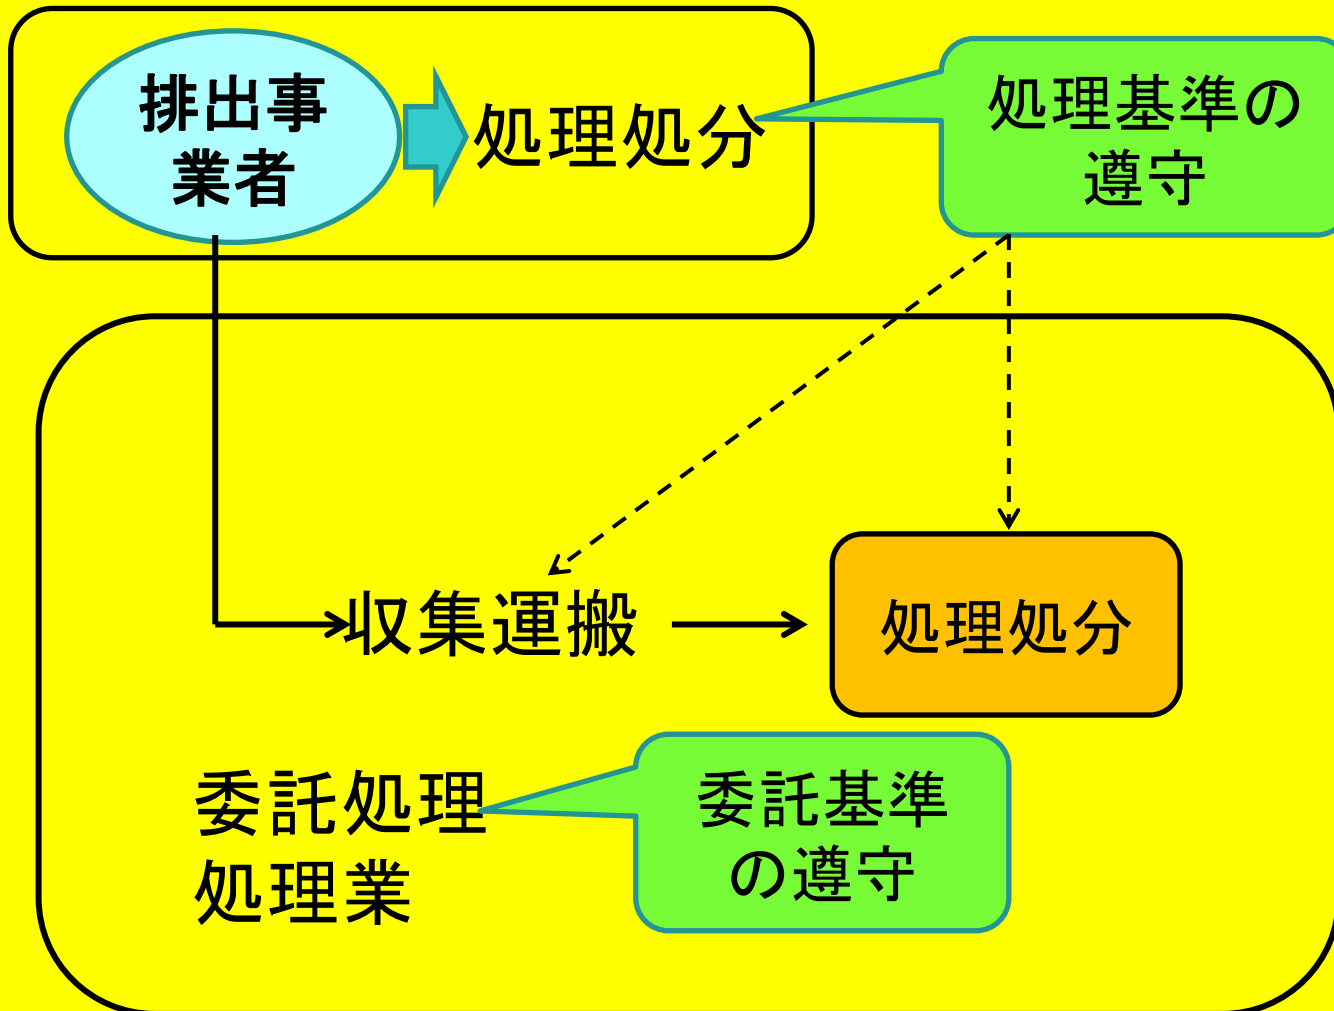 排出事
業者
処理処分
処理基準の
遵守
収集運搬
処理処分
委託処理
処理業
委託基準
の遵守